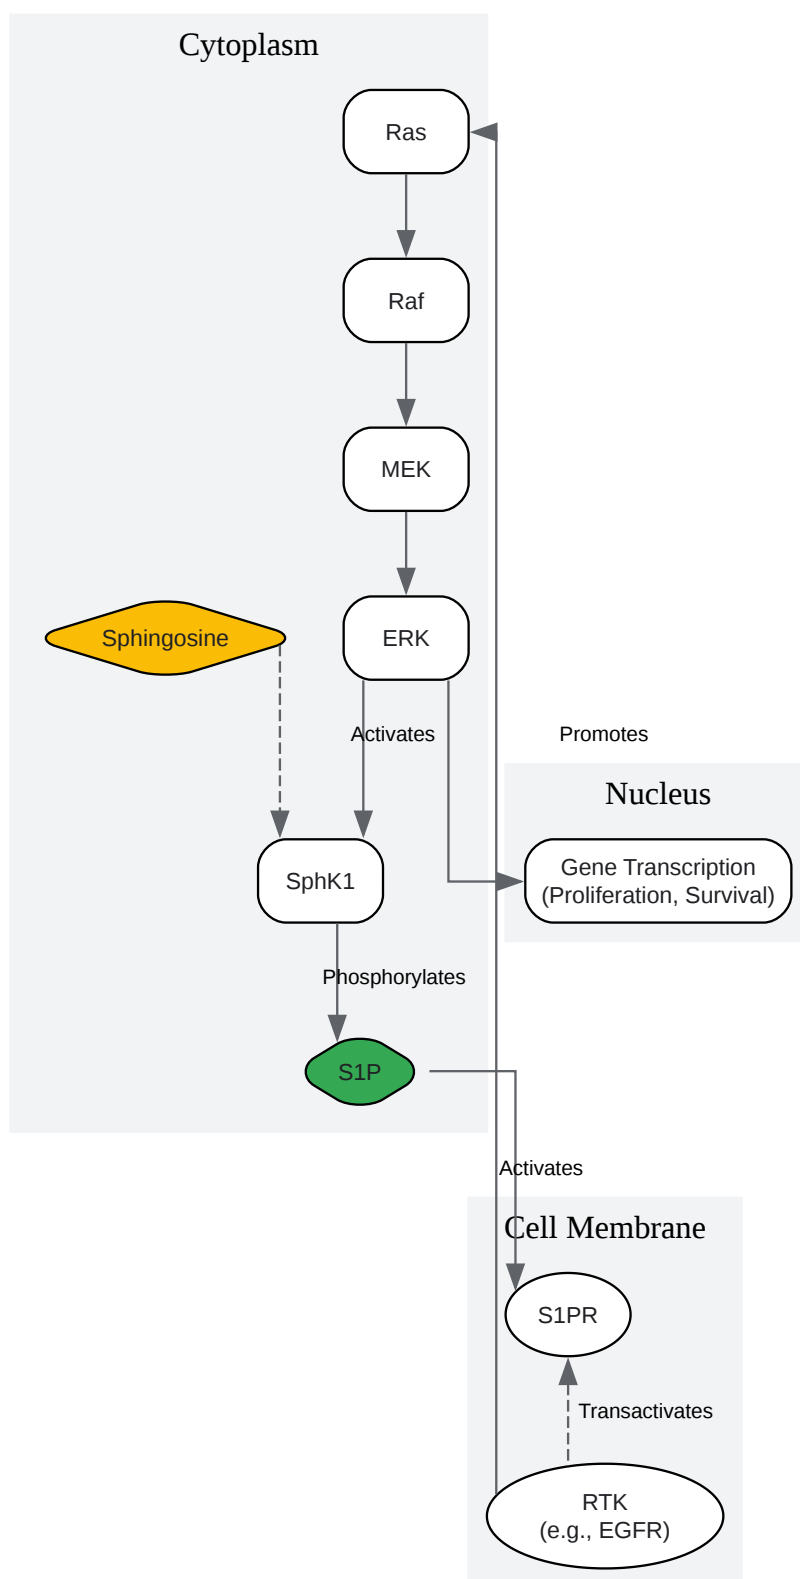 Cytoplasm
Ras
Raf
MEK
Sphingosine
ERK
Activates
Promotes
Nucleus
SphK1
Gene Transcription
(Proliferation, Survival)
Phosphorylates
S1P
Activates
Cell Membrane
S1PR
Transactivates
RTK
(e.g., EGFR)